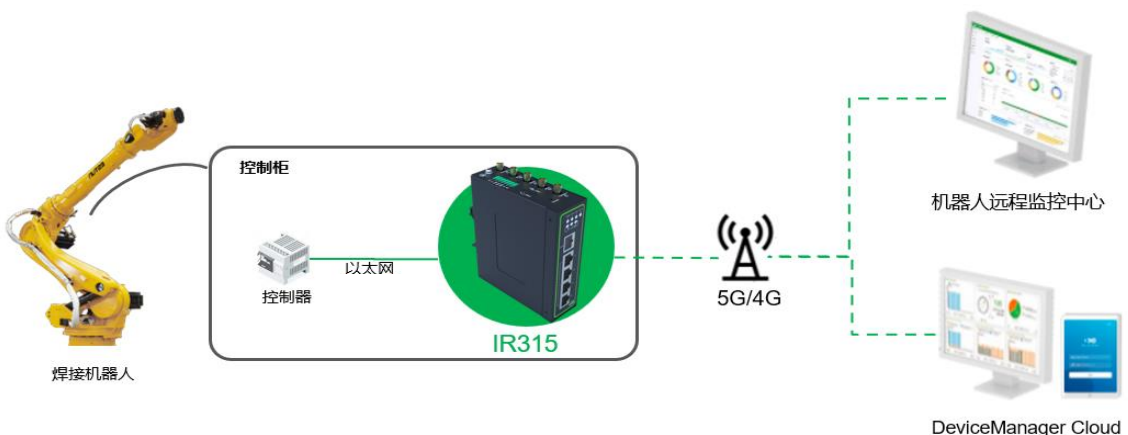 控制柜
以太网
控制器
IR315
焊接机器人
5G/4G
机器人远程监控中心
DeviceManager Cloud